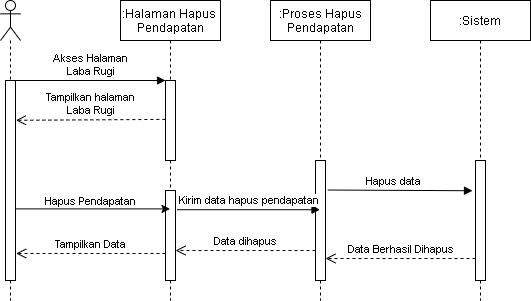 :Halaman Hapus
Pendapatan
:Proses Hapus
Pendapatan
:Sistem
Akses Halaman
Laba Rugi
Tampilkan halaman
Laba Rugi
Hapus data
Hapus Pendapatan
Kirim data hapus pendapatan
Tampilkan Data
Data dihapus
Data Berhasil Dihapus